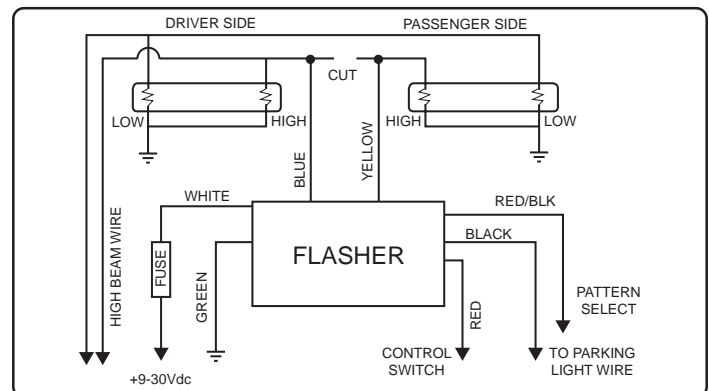 DRIVER SIDE
PASSENGER SIDE
CUT
LOW
HIGH
HIGH
LOW
BLUE
YELLOW
WHITE
RED/BLK
BLACK
FLASHER
HIGH BEAM WIRE
FUSE
GREEN
RED
PATTERN
SELECT
CONTROL
SWITCH
TO PARKING
LIGHT WIRE
+9-30Vdc